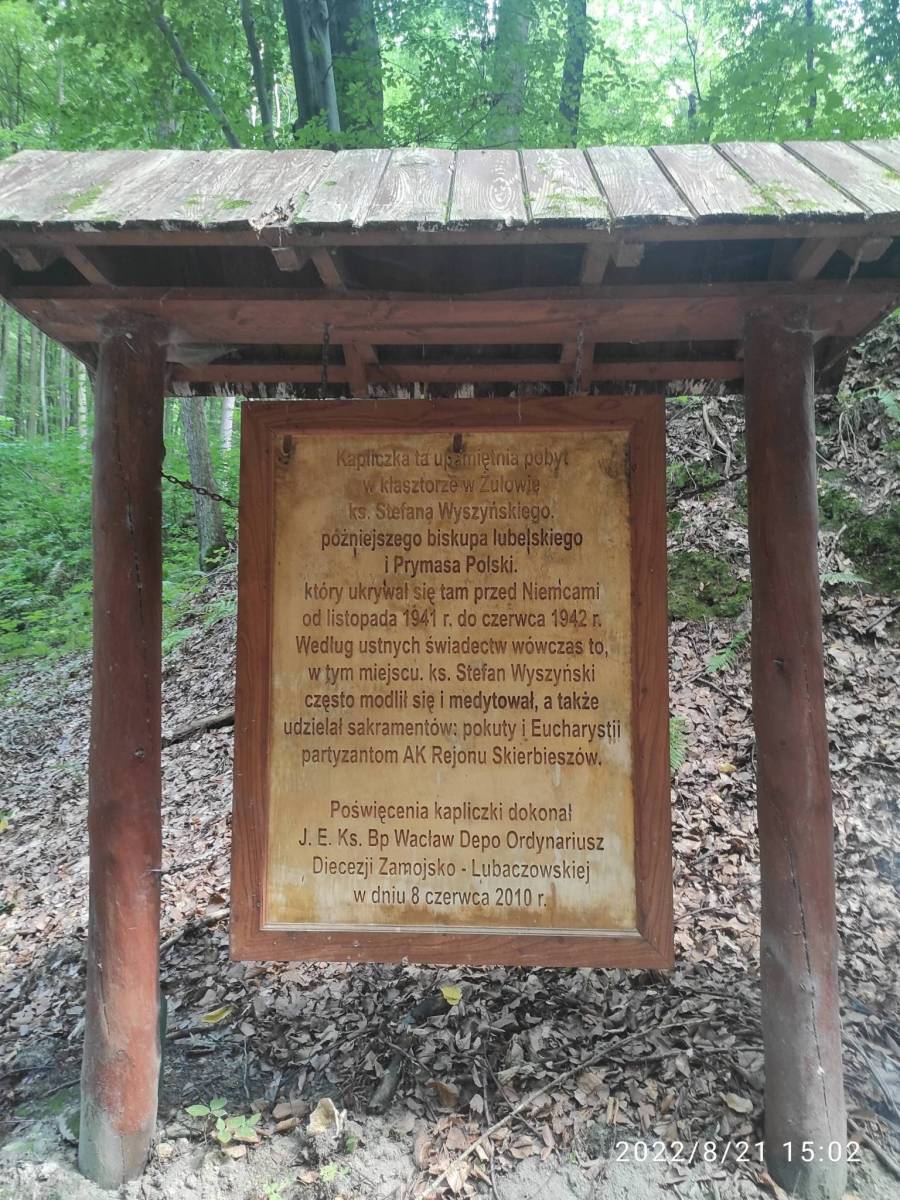 Kapliczka ta upamiętnia pobyt
w klasztorze w Żułowie
ks. Stefana Wyszyńskiego.
późniejszego biskupa lubelskiego
i Prymasa Polski.
który ukrywał się tam przed Niemcami
od listopada 1941 r. do czerwca 1942 r.
Według ustnych świadectw wówczas to,
w tym miejscu. ks. Stefan Wyszyński
często modlił się i medytował, a także
udzielał sakramentów: pokuty i Eucharystii
partyzantom AK Rejonu Skierbieszów.
Poświęcenia kapliczki dokonał
J. E. Ks. Bp Wacław Depo Ordynariusz
Diecezji Zamojsko - Lubaczowskiej
w dniu 8 czerwca 2010 r.
2022/8/21 15:02